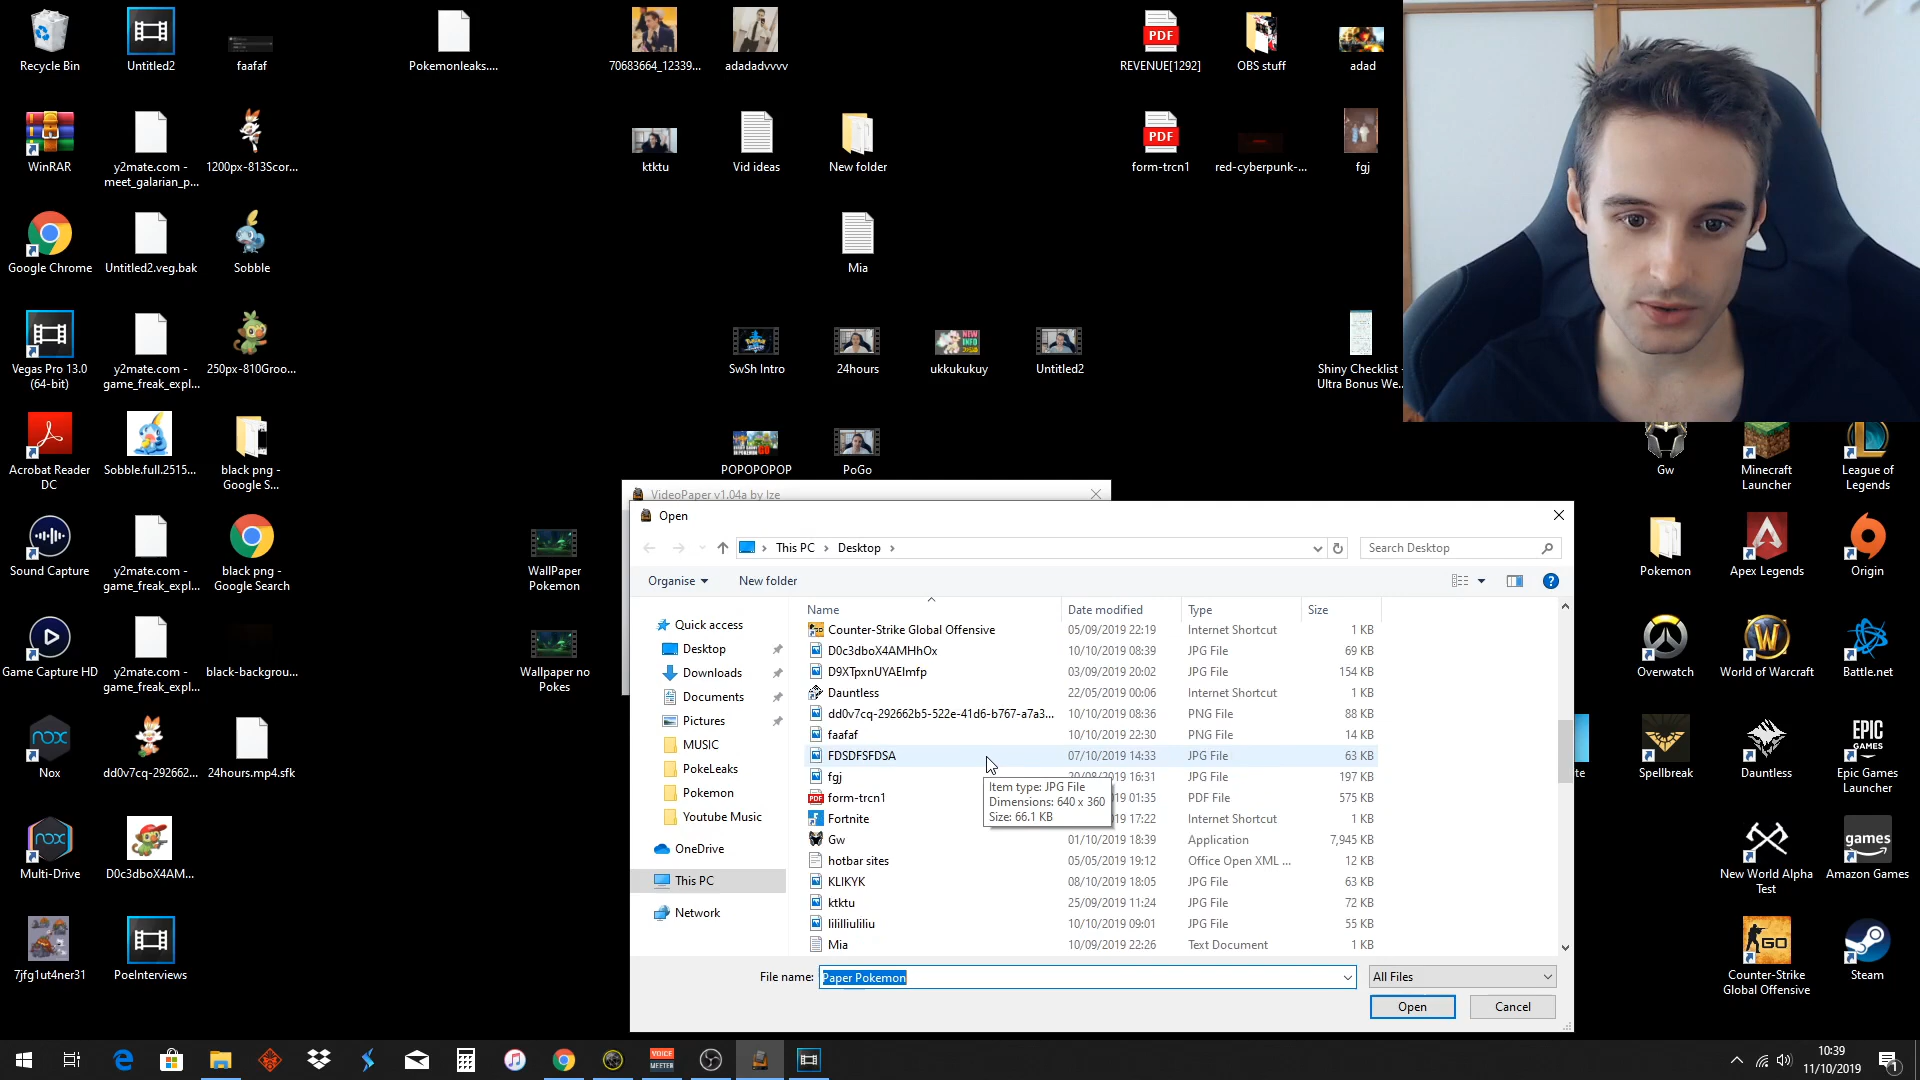 Recycle Bin
Untitled2
faafaf
Pokemonleaks....
70683664_12339...
adadadvvvv
REVENUE[1292]
OBS stuff
adad
WinRAR
y2mate.com -
meet_galarian_p...
1200px-813Scor...
ktktu
Vid ideas
New folder
form-trcn1
red-cyberpunk-...
fgj
Google Chrome
Untitled2.veg.bak
Sobble
Mia
Vegas Pro 13.0
(64-bit)
y2mate.com -
game_freak_expl...
250px-810Groo...
SwSh Intro
24hours
ukkukukuy
Untitled2
Shiny Checklist -
Ultra Bonus We...
Acrobat Reader
DC
Sobble.full.2515...
black png -
Google S...
POPOPOPOP
PoGo
Gw
Minecraft
Launcher
League of
Legends
Sound Capture
y2mate.com -
game_freak_expl...
black png -
Google Search
WallPaper
Pokemon
Pokemon
Apex Legends
Origin
Game Capture HD
y2mate.com -
game_freak_expl...
black-backgrou...
Wallpaper no
Pokes
Overwatch
World of Warcraft
Battle.net
Nox
dd0v7cq-292662...
24hours.mp4.sfk
Spellbreak
Dauntless
Epic Games
Launcher
Multi-Drive
D0c3dboX4AM...
New World Alpha
Test
Amazon Games
7jfg1ut4ner31
PoeInterviews
Counter-Strike
Global Offensive
Steam
VideoPaper v1.04a by Ize
Open
This PC > Desktop >
Search Desktop
Organise
New folder
Name Date modified Type Size
Quick access
Desktop
Downloads
Documents
Pictures
MUSIC
PokeLeaks
Pokemon
Youtube Music
OneDrive
This PC
Network
Counter-Strike Global Offensive 05/09/2019 22:19 Internet Shortcut 1 KB
D0c3dboX4AMHhOx 10/10/2019 08:39 JPG File 69 KB
D9XTpxnUYAEImfp 03/09/2019 20:02 JPG File 154 KB
Dauntless 22/05/2019 00:06 Internet Shortcut 1 KB
dd0v7cq-292662b5-522e-41d6-b767-a7a3... 10/10/2019 08:36 PNG File 88 KB
faafaf 10/10/2019 22:30 PNG File 14 KB
FDSDFSFDSA 07/10/2019 14:33 JPG File 63 KB
fgj 16:31 JPG File 197 KB
form-trcn1 01:35 PDF File 575 KB
Fortnite 17:22 Internet Shortcut 1 KB
Gw 01/10/2019 18:39 Application 7,945 KB
hotbar sites 05/05/2019 19:12 Office Open XML ... 12 KB
KLIKYK 08/10/2019 18:05 JPG File 63 KB
ktktu 25/09/2019 11:24 JPG File 72 KB
lililliuliliu 10/10/2019 09:01 JPG File 55 KB
Mia 10/09/2019 22:26 Text Document 1 KB
Item type: JPG File
Dimensions: 640 x 360
Size: 66.1 KB
File name: Paper Pokemon
All Files
Open
Cancel
10:39
11/10/2019